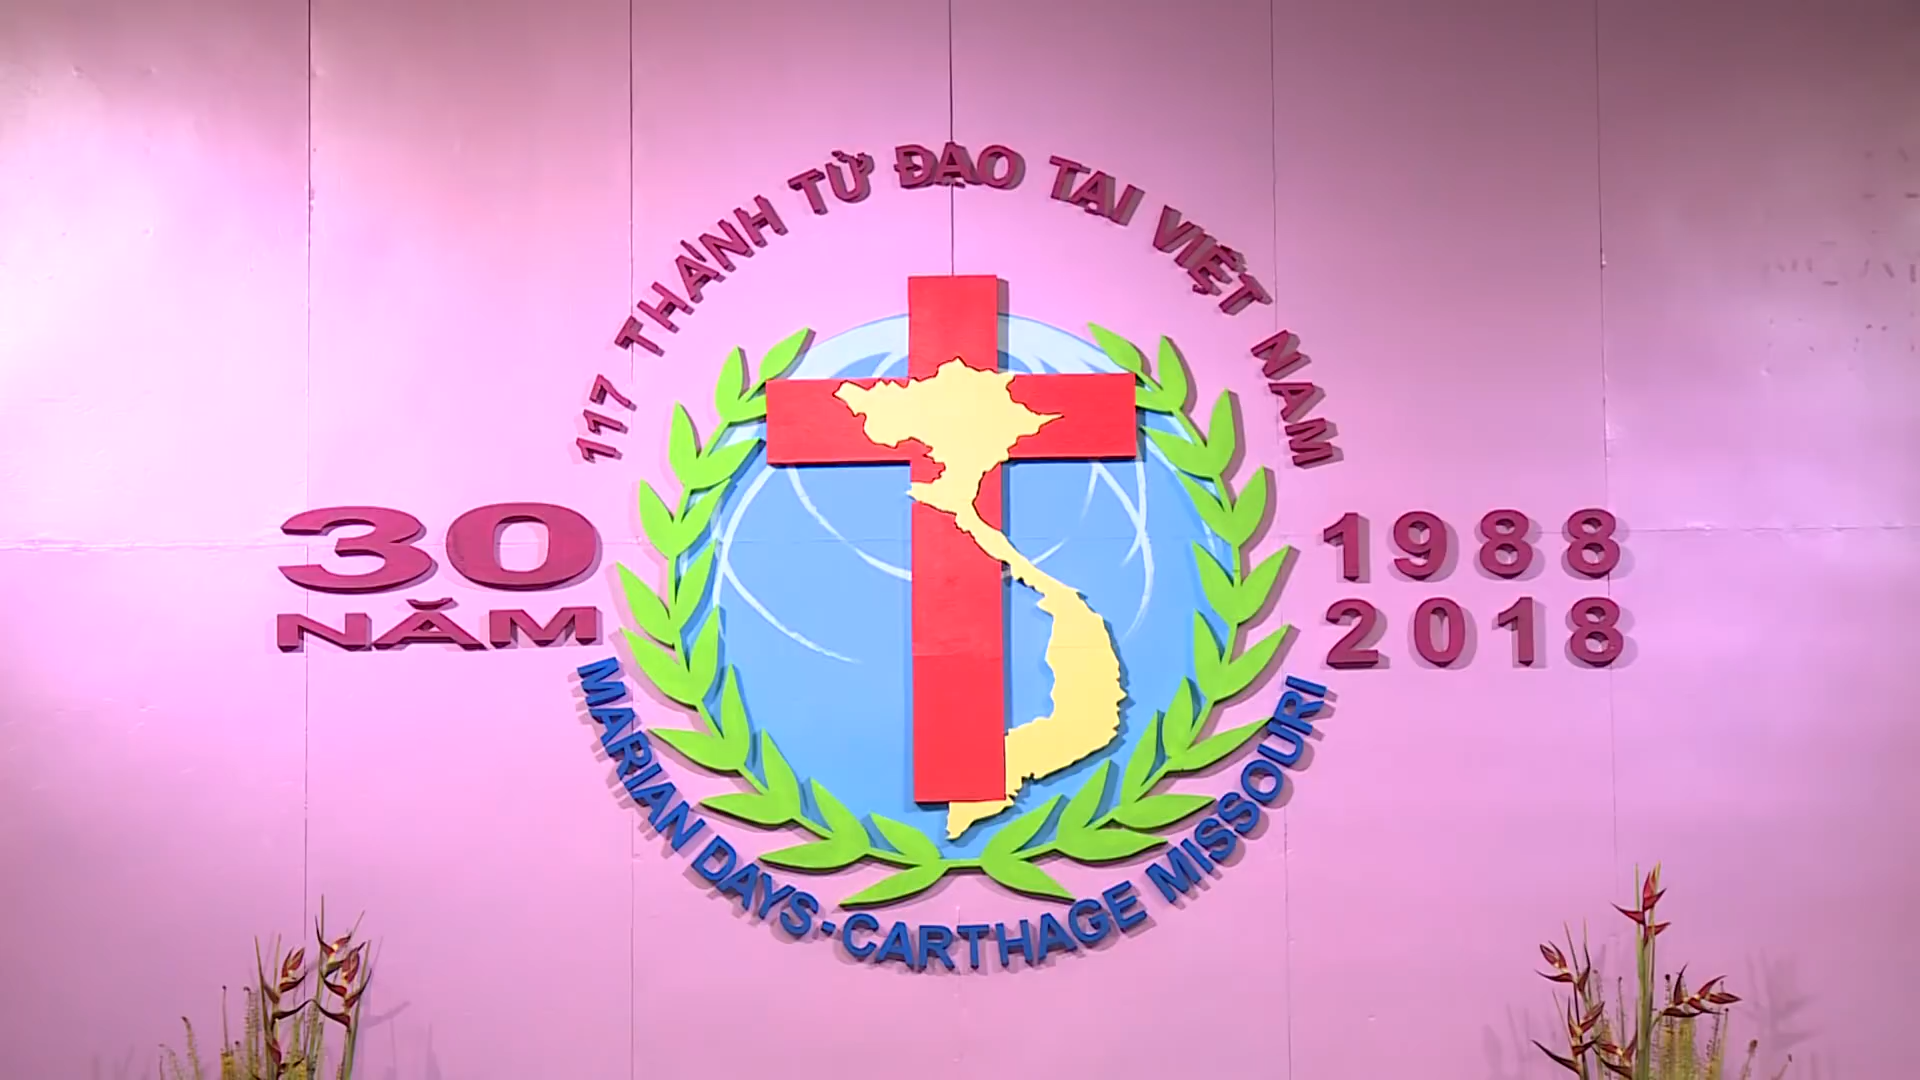 117 THÁNH TỬ ĐẠO TẠI VIỆT NAM
30
NĂM
1988
2018
MARIAN DAYS - CARTHAGE MISSOURI